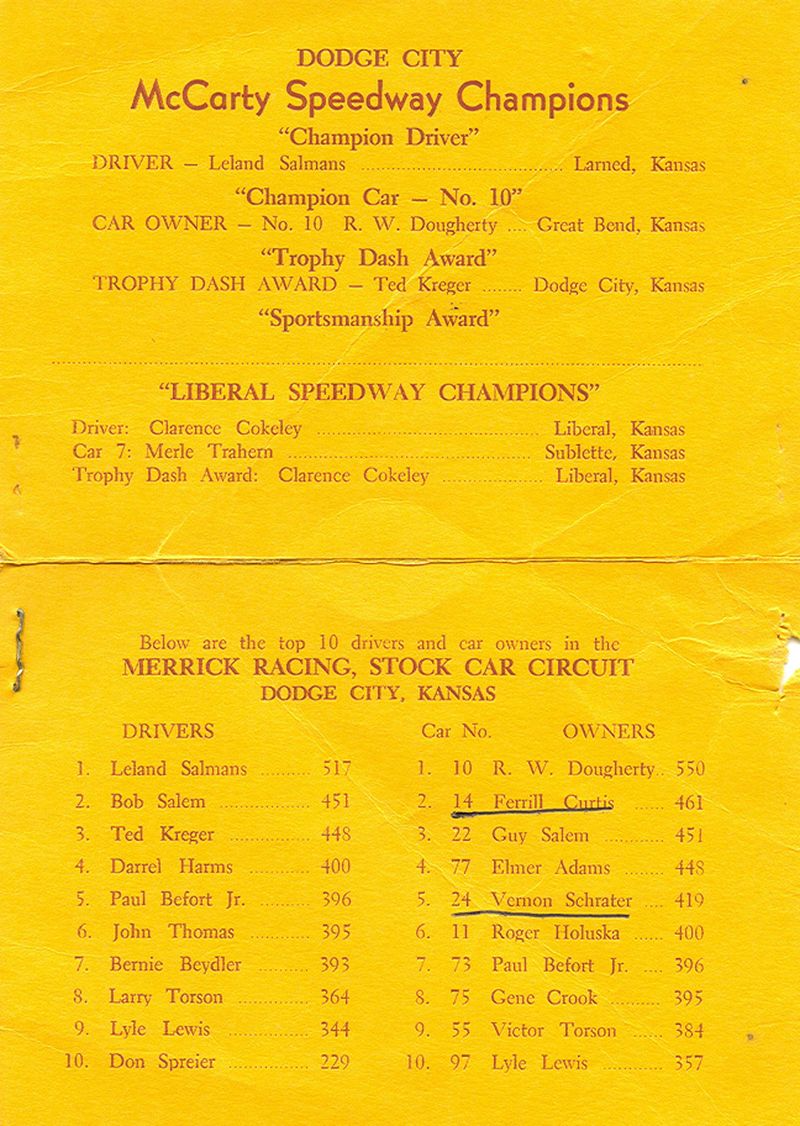 DODGE CITY
McCarty Speedway Champions
"Champion Driver"
DRIVER — Leland Salmans .......................................... Larned, Kansas
"Champion Car — No. 10"
CAR OWNER — No. 10 R. W. Dougherty .... Great Bend, Kansas
"Trophy Dash Award"
TROPHY DASH AWARD — Ted Kreger ........ Dodge City, Kansas
"Sportsmanship Award"
"LIBERAL SPEEDWAY CHAMPIONS"
Driver: Clarence Cokeley .............................................. Liberal, Kansas
Car 7: Merle Trahern .................................................. Sublette, Kansas
Trophy Dash Award: Clarence Cokeley ..................... Liberal, Kansas
Below are the top 10 drivers and car owners in the
MERRICK RACING, STOCK CAR CIRCUIT
DODGE CITY, KANSAS
DRIVERS Car No. OWNERS
1. Leland Salmans .......... 517 1. 10 R. W. Dougherty.. 550
2. Bob Salem .................. 451 2. 14 Ferrill Curtis ...... 461
3. Ted Kreger ................ 448 3. 22 Guy Salem ............ 451
4. Darrel Harms ............ 400 4. 77 Elmer Adams ........ 448
5. Paul Befort Jr. ........... 396 5. 24 Vernon Schrater .... 419
6. John Thomas ............. 395 6. 11 Roger Holuska ...... 400
7. Bernie Beydler ........... 393 7. 73 Paul Befort Jr. .... 396
8. Larry Torson .............. 364 8. 75 Gene Crook .......... 395
9. Lyle Lewis ................. 344 9. 55 Victor Torson ...... 384
10. Don Spreier ............... 229 10. 97 Lyle Lewis ............ 357